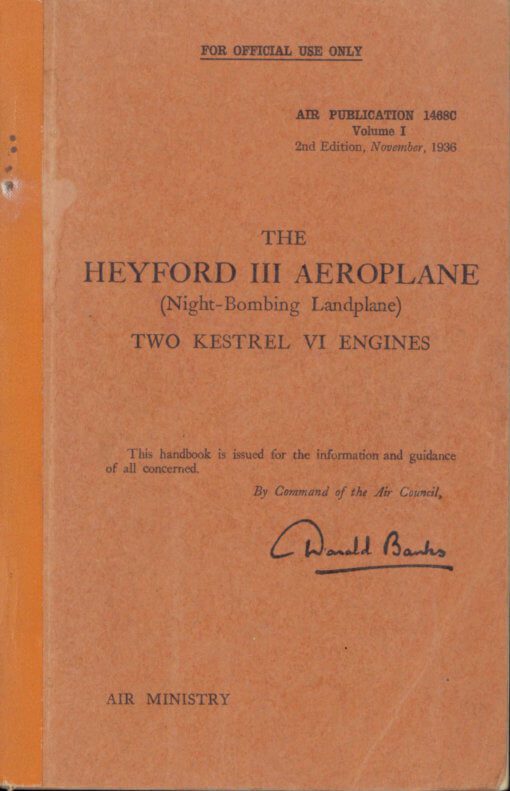 FOR OFFICIAL USE ONLY
AIR PUBLICATION 1468C
Volume I
2nd Edition, November, 1936
THE
HEYFORD III AEROPLANE
(Night-Bombing Landplane)
TWO KESTREL VI ENGINES
This handbook is issued for the information and guidance
of all concerned.
By Command of the Air Council,
Donald Banks
AIR MINISTRY